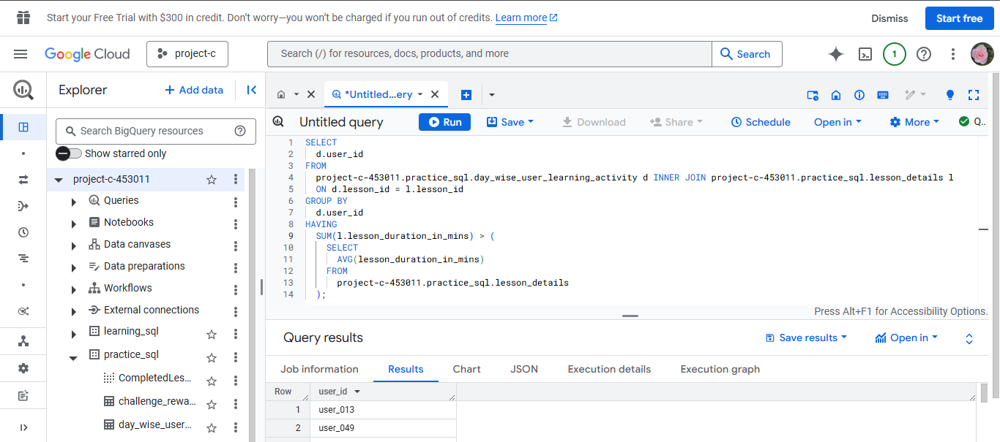 Start your Free Trial with $300 in credit. Don’t worry—you won’t be charged if you run out of credits. Learn more
Dismiss
Start free
Google Cloud
project-c
Search (/) for resources, docs, products, and more
Search
1
Explorer
+ Add data
*Untitled...ery
Search BigQuery resources
Show starred only
project-c-453011
Queries
Notebooks
Data canvases
Data preparations
Workflows
External connections
learning_sql
practice_sql
CompletedLes...
challenge_rewa...
day_wise_user...
Untitled query
Run
Save
Download
Share
Schedule
Open in
More
Q..
1 SELECT
2 d.user_id
3 FROM
4 project-c-453011.practice_sql.day_wise_user_learning_activity d INNER JOIN project-c-453011.practice_sql.lesson_details l
5 ON d.lesson_id = l.lesson_id
6 GROUP BY
7 d.user_id
8 HAVING
9 SUM(l.lesson_duration_in_mins) > (
10 SELECT
11 AVG(lesson_duration_in_mins)
12 FROM
13 project-c-453011.practice_sql.lesson_details
14 );
Press Alt+F1 for Accessibility Options.
Query results
Save results
Open in
Job information
Results
Chart
JSON
Execution details
Execution graph
Row user_id
1 user_013
2 user_049